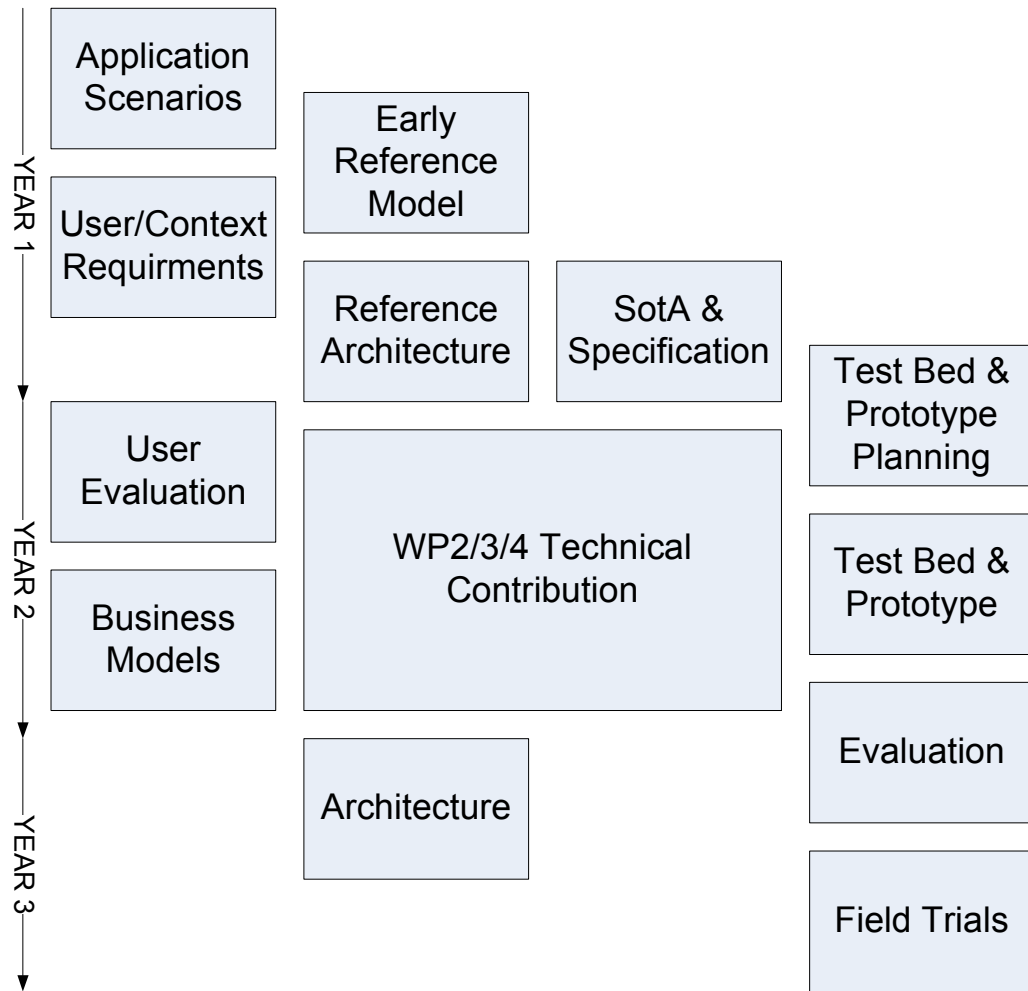 Application
Scenarios
Early
Reference
Model
YEAR 1
User/Context
Requirments
Reference
Architecture
SotA &
Specification
Test Bed &
Prototype
Planning
User
Evaluation
WP2/3/4 Technical
Contribution
YEAR 2
Test Bed &
Prototype
Business
Models
Evaluation
Architecture
YEAR 3
Field Trials